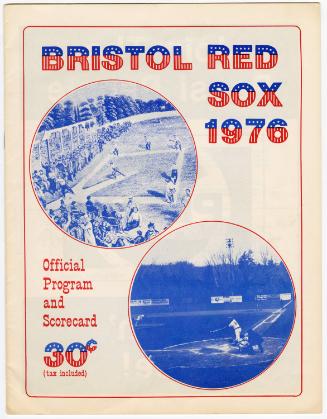 BRISTOL RED
SOX
1976
Official
Program
and
Scorecard
30¢
(tax included)